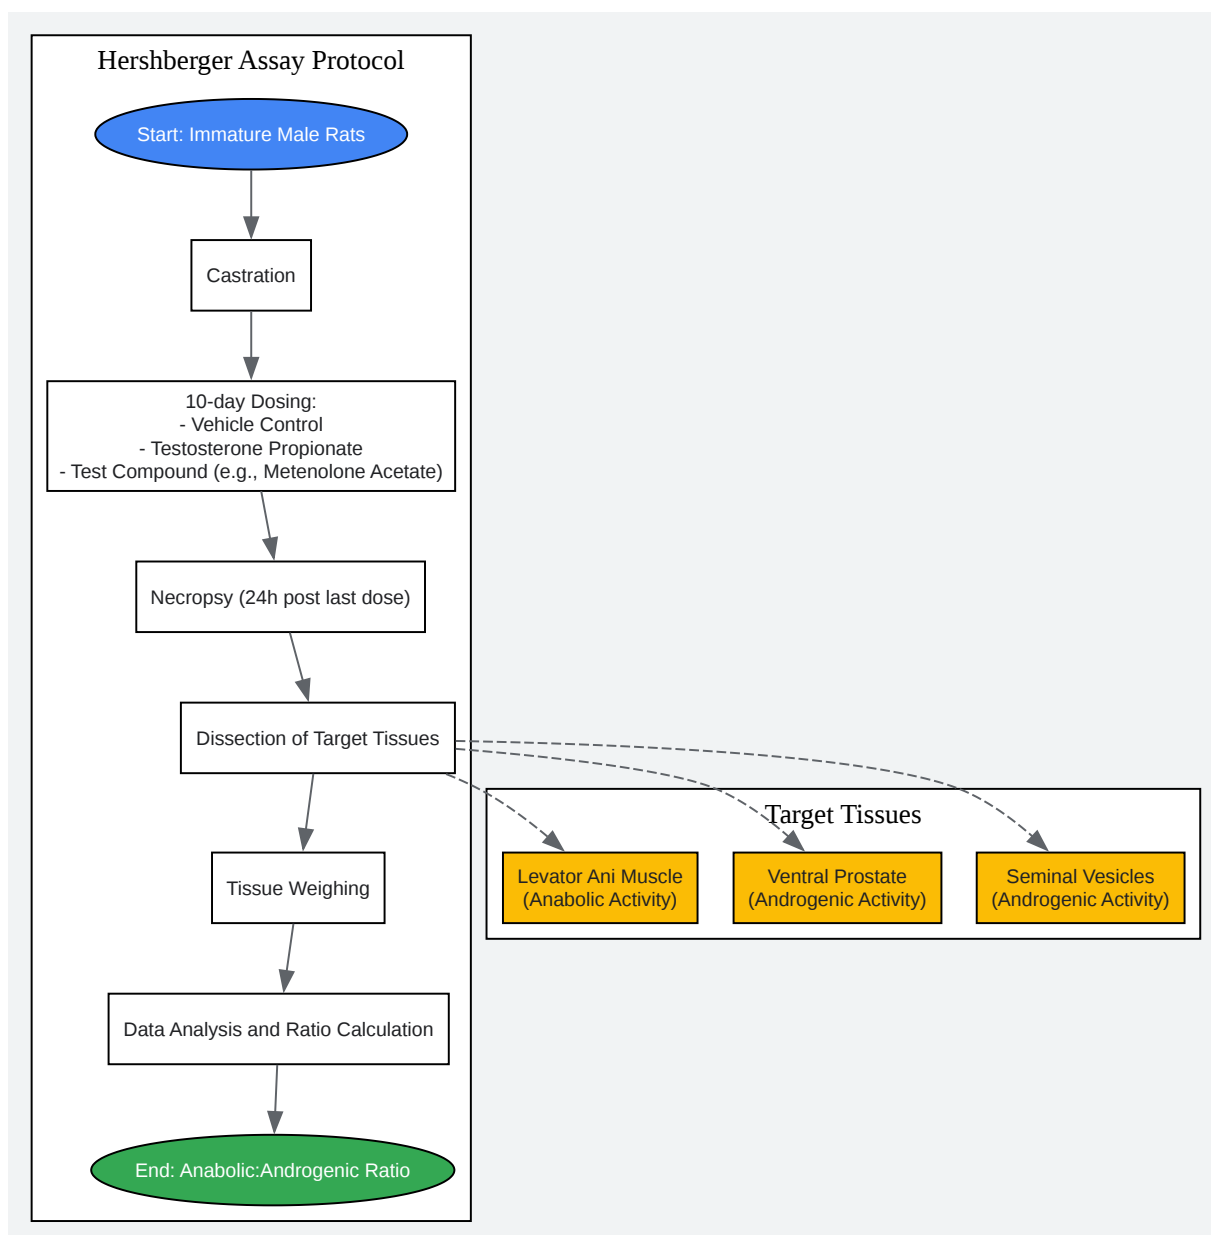 Hershberger Assay Protocol
Start: Immature Male Rats
Castration
10-day Dosing:
- Vehicle Control
- Testosterone Propionate
- Test Compound (e.g., Metenolone Acetate)
Necropsy (24h post last dose)
Dissection of Target Tissues
Target Tissues
Levator Ani Muscle
(Anabolic Activity)
Ventral Prostate
(Androgenic Activity)
Seminal Vesicles
(Androgenic Activity)
Tissue Weighing
Data Analysis and Ratio Calculation
End: Anabolic:Androgenic Ratio